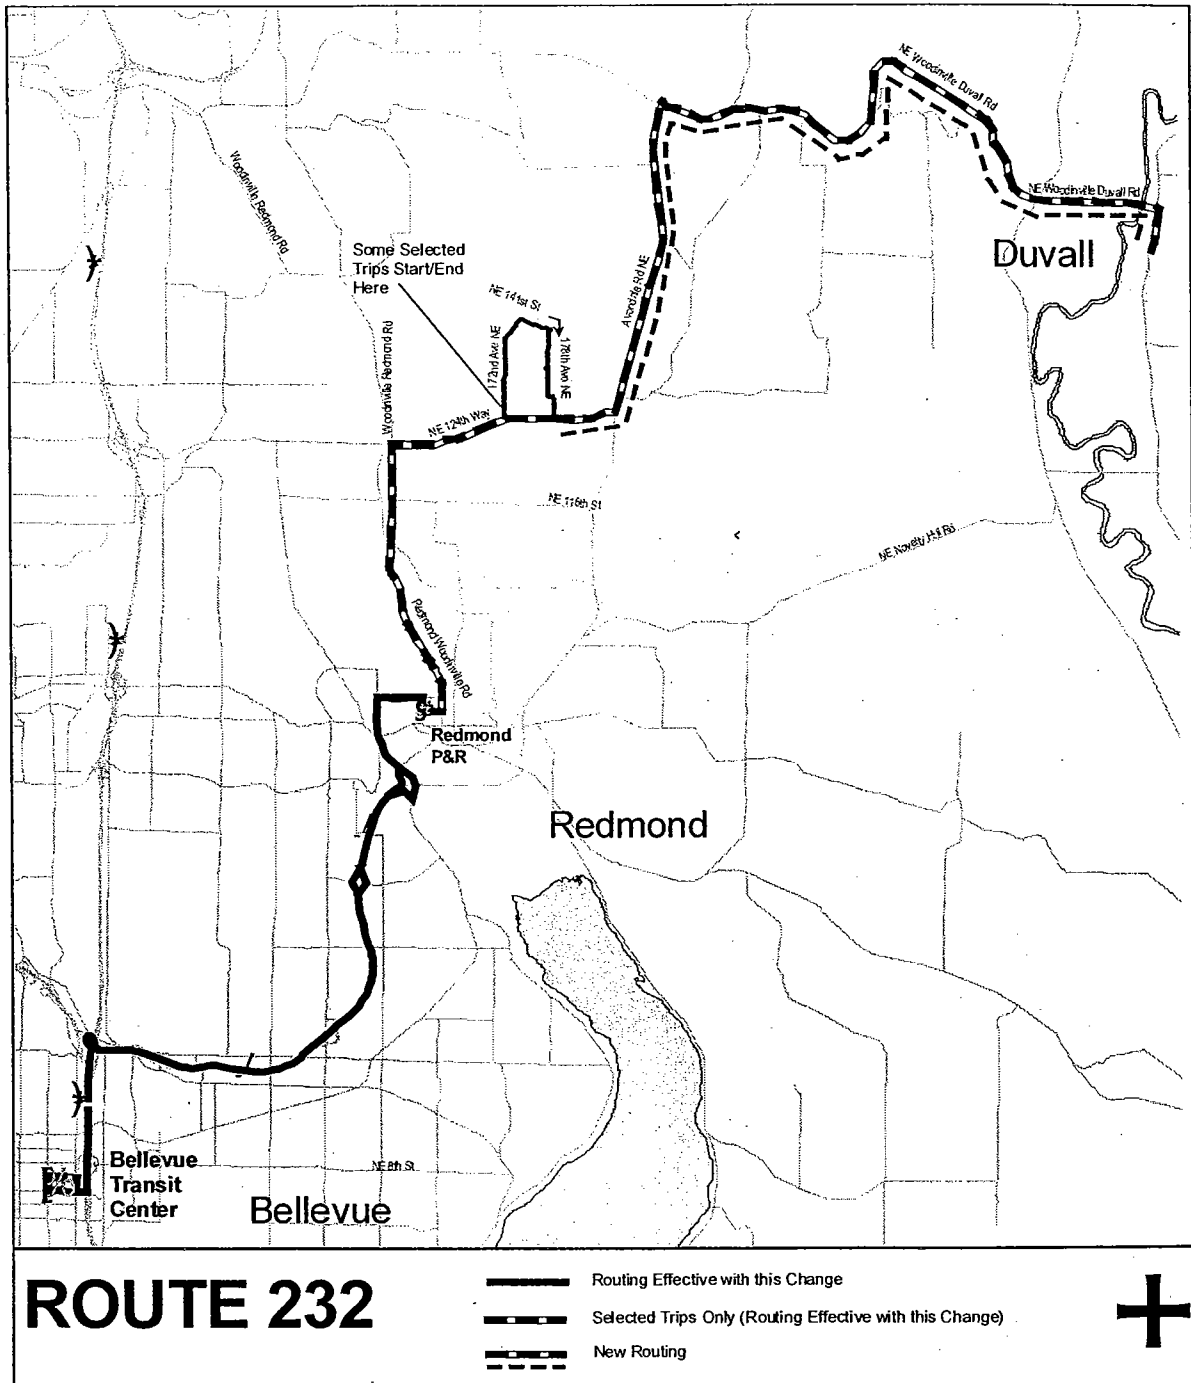 NE Woodinville Duvall Rd
Woodinville Redmond Rd
NE Woodinville Duvall Rd
Duvall
Some Selected
Trips Start/End
Here
NE 141st St
Avondale Rd NE
Woodinville Redmond Rd
172nd Ave NE
178th Ave NE
NE 124th Way
NE 116th St
NE Novelty Hill Rd
Redmond Woodinville Rd
Redmond
P&R
Redmond
Bellevue
Transit
Center
NE 8th St
Bellevue
ROUTE 232
Routing Effective with this Change
Selected Trips Only (Routing Effective with this Change)
New Routing